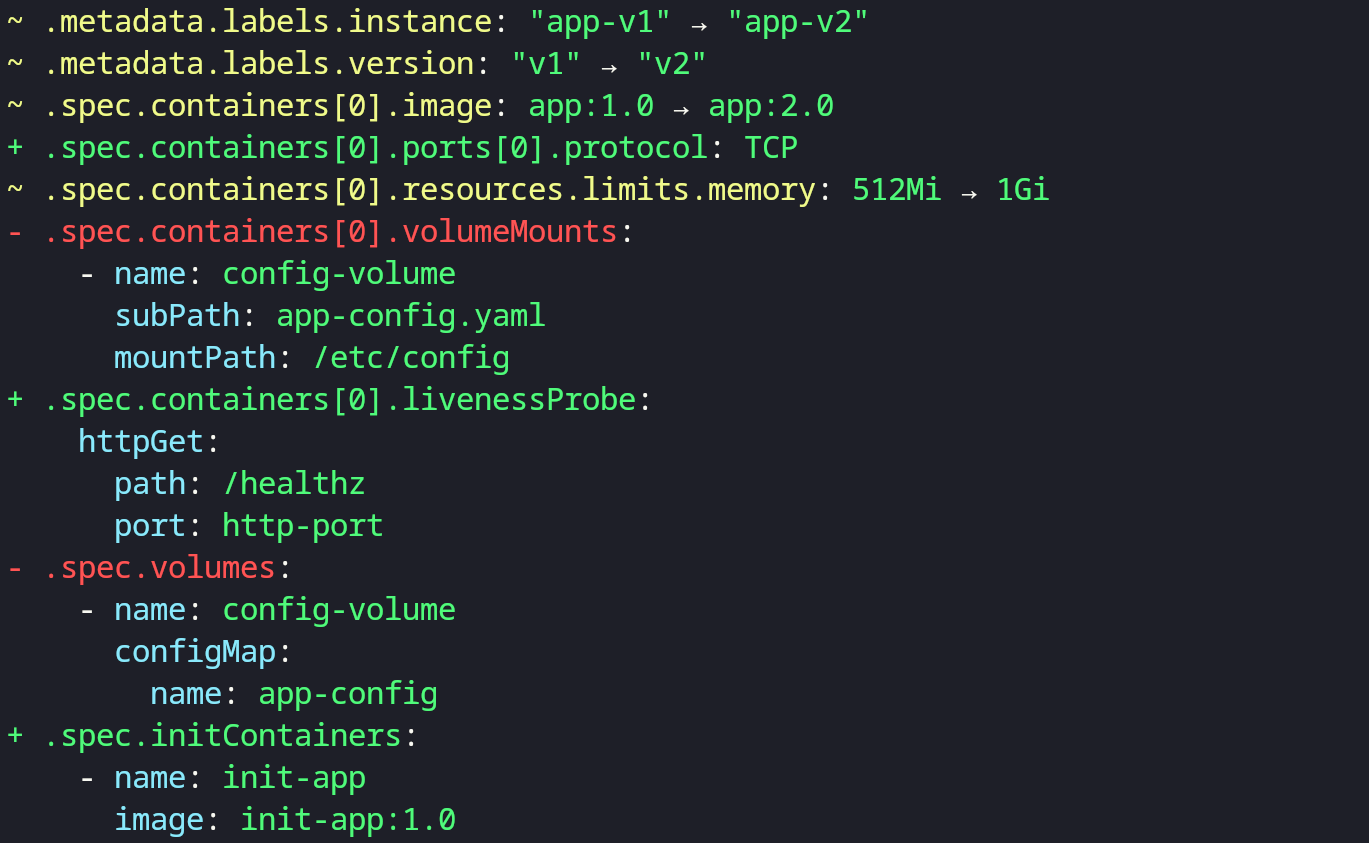 ~ .metadata.labels.instance: "app-v1" → "app-v2"
~ .metadata.labels.version: "v1" → "v2"
~ .spec.containers[0].image: app:1.0 → app:2.0
+ .spec.containers[0].ports[0].protocol: TCP
~ .spec.containers[0].resources.limits.memory: 512Mi → 1Gi
- .spec.containers[0].volumeMounts:
    - name: config-volume
      subPath: app-config.yaml
      mountPath: /etc/config
+ .spec.containers[0].livenessProbe:
    httpGet:
      path: /healthz
      port: http-port
- .spec.volumes:
    - name: config-volume
      configMap:
        name: app-config
+ .spec.initContainers:
    - name: init-app
      image: init-app:1.0